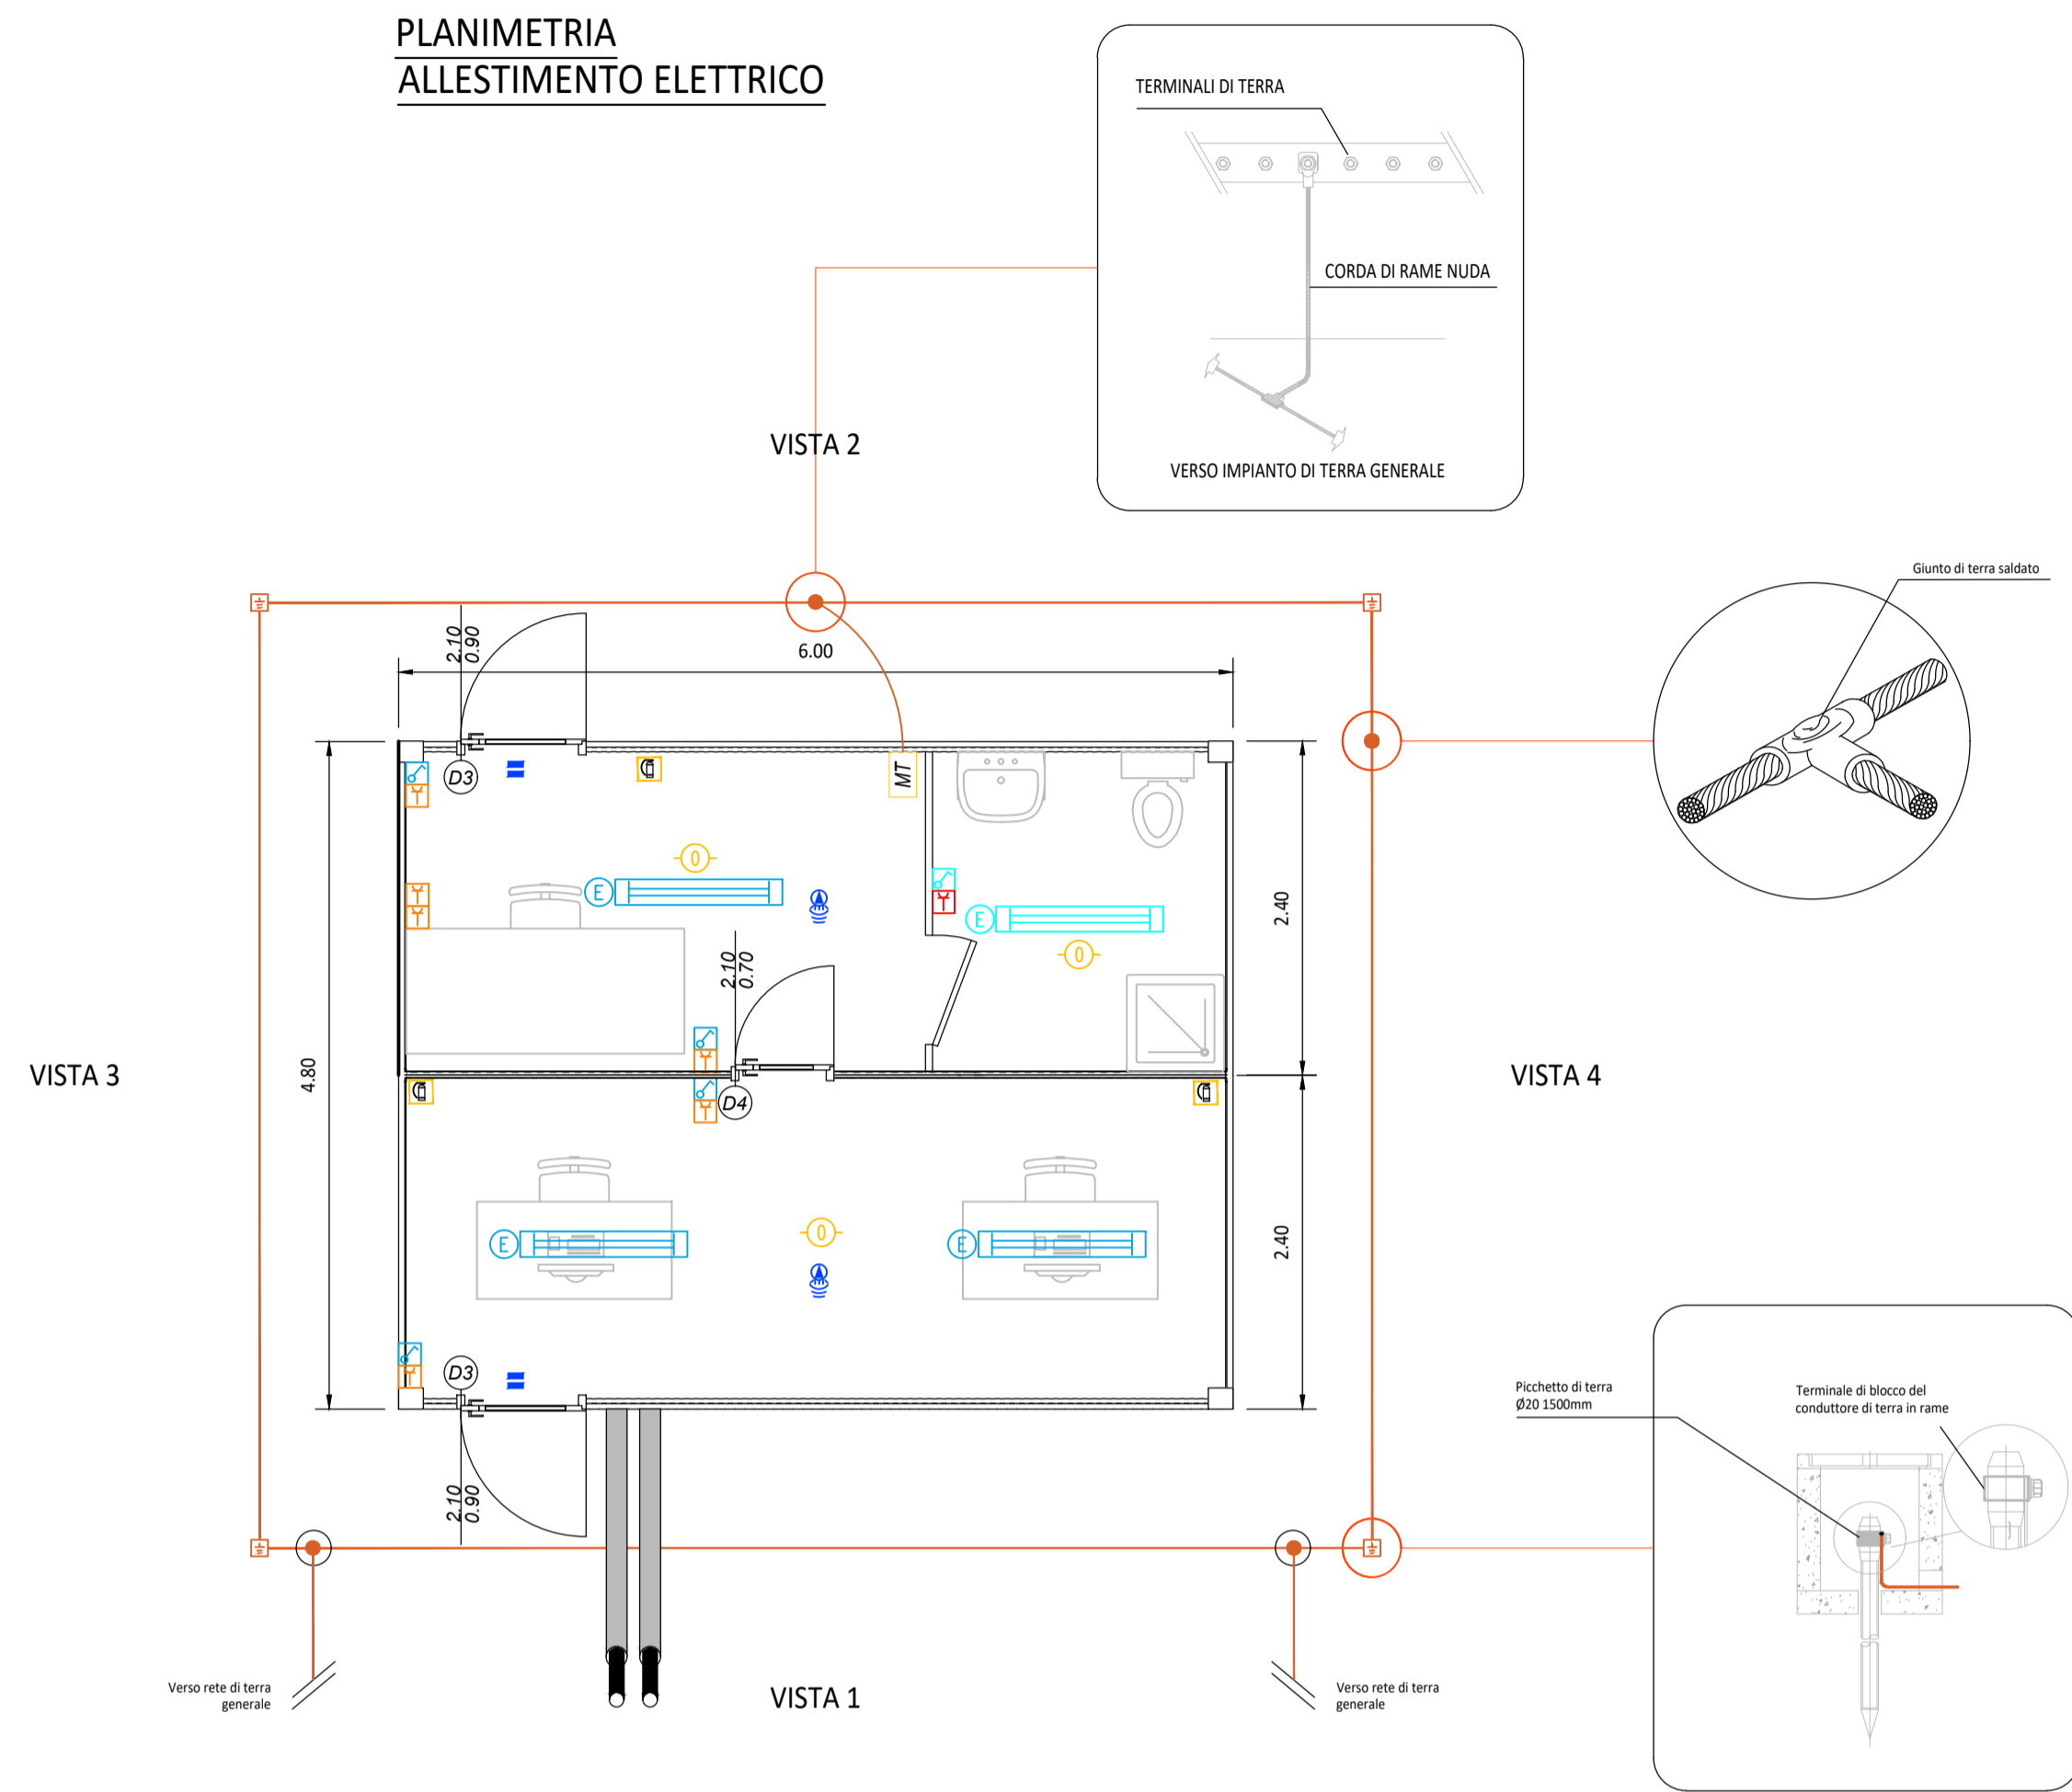 PLANIMETRIA
ALLESTIMENTO ELETTRICO
TERMINALI DI TERRA
CORDA DI RAME NUDA
VERSO IMPIANTO DI TERRA GENERALE
VISTA 2
Giunto di terra saldato
2.10
0.90
6.00
D3
MT
0
E
2.40
E
0
2.10
0.70
VISTA 3
4.80
VISTA 4
D4
E
0
E
2.40
D3
2.10
0.90
Picchetto di terra
Ø20 1500mm
Terminale di blocco del
conduttore di terra in rame
Verso rete di terra
generale
VISTA 1
Verso rete di terra
generale